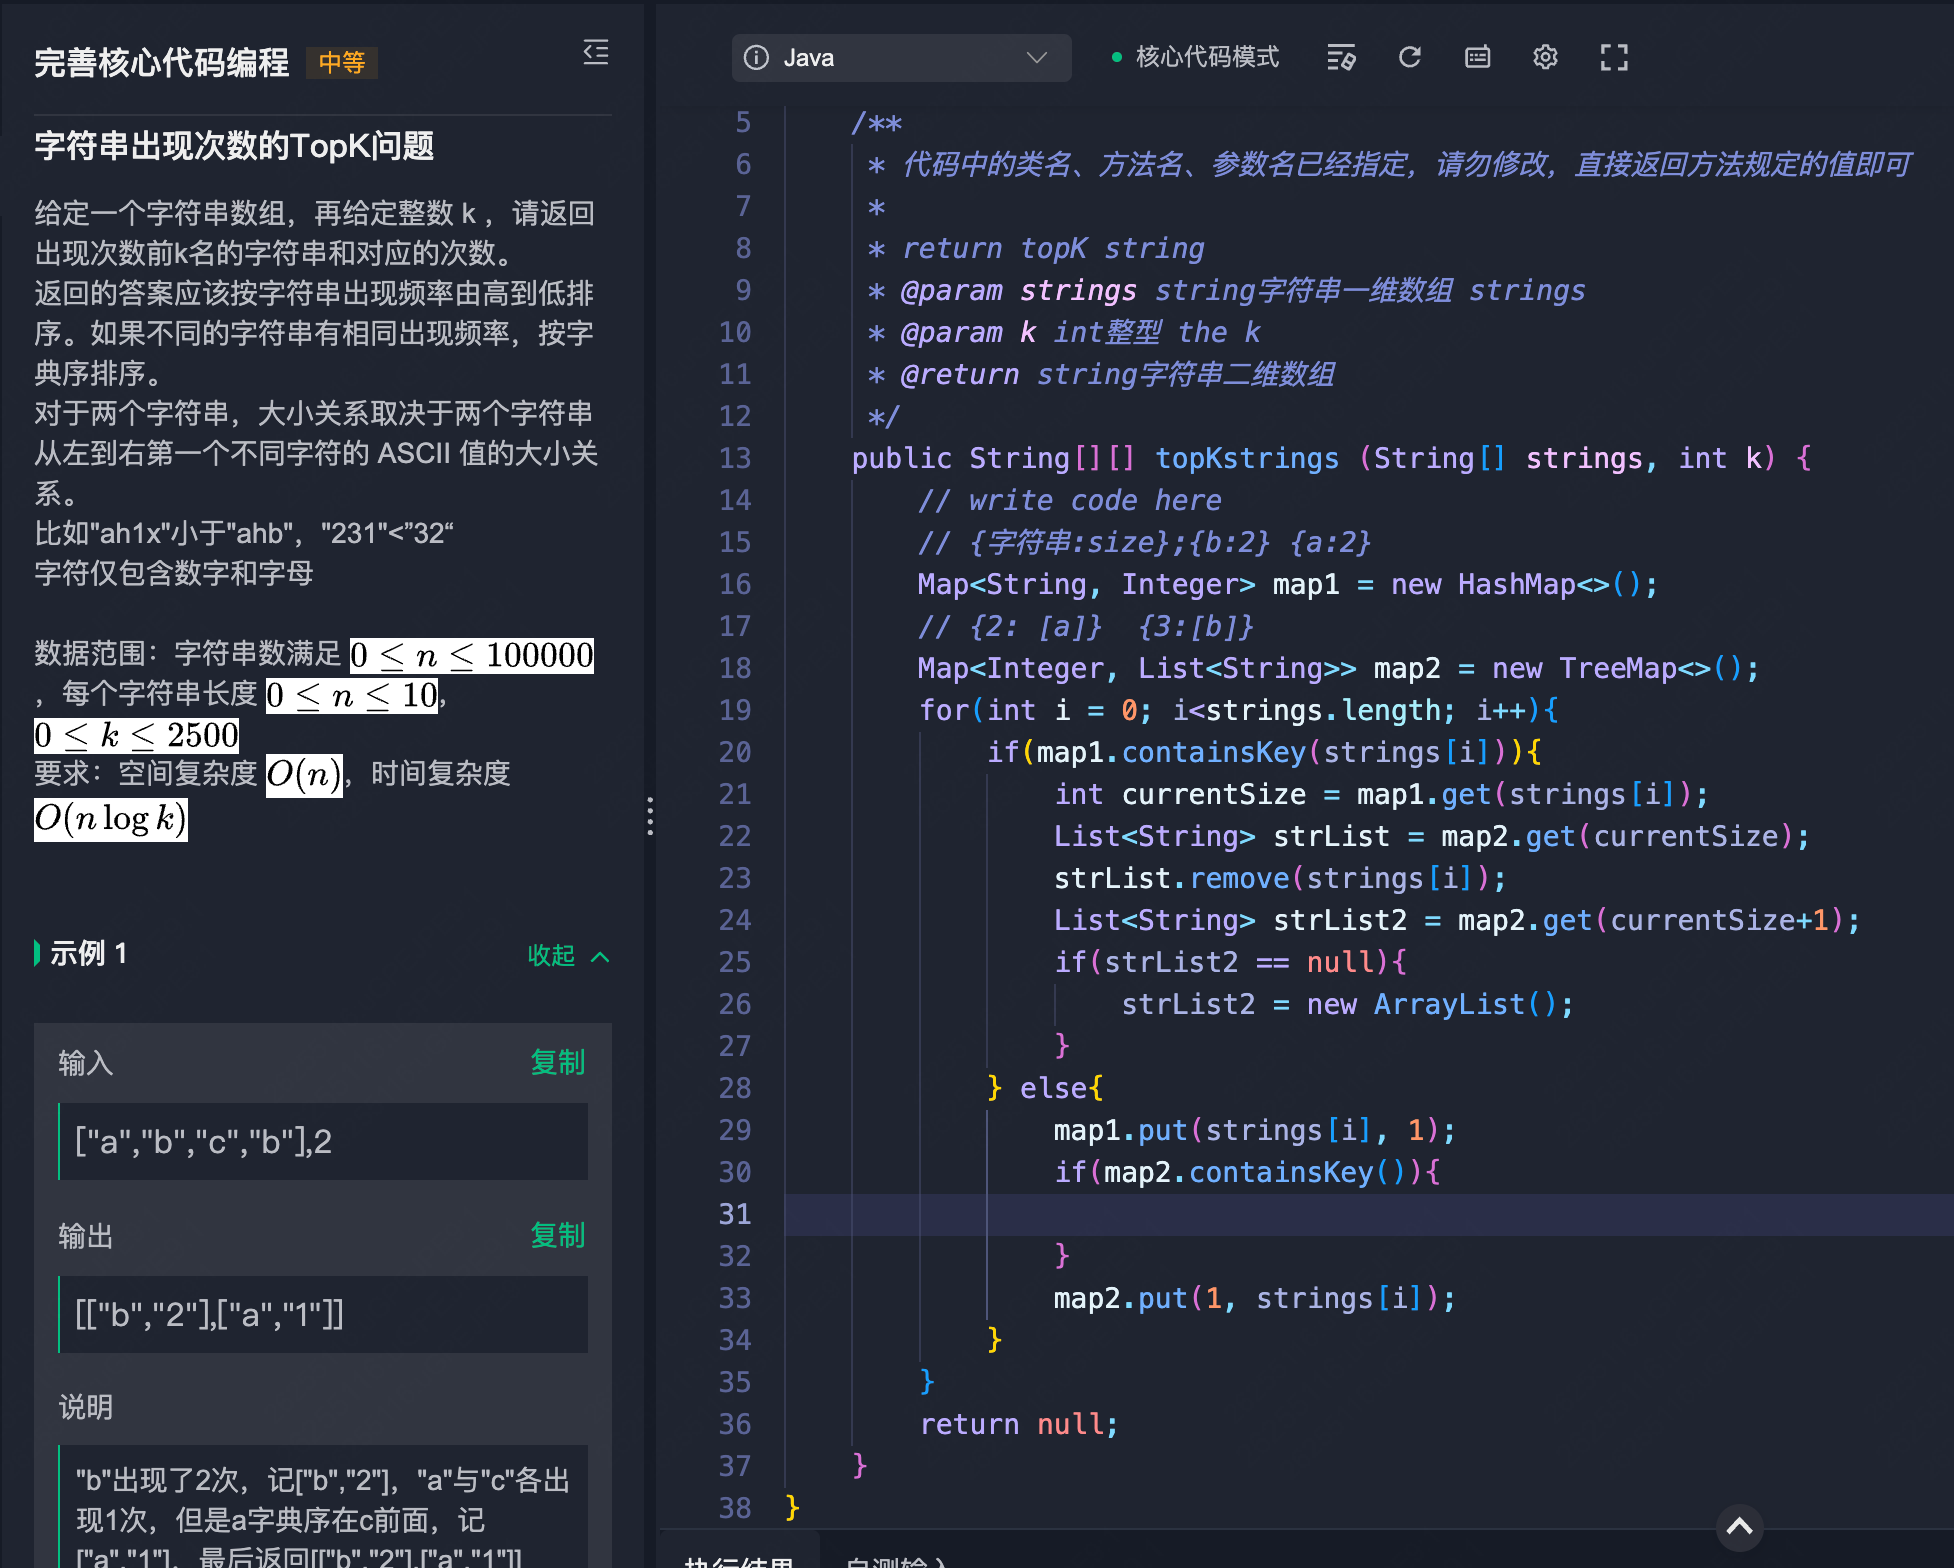 完善核心代码编程 中等
字符串出现次数的TopK问题
给定一个字符串数组，再给定整数 k ，请返回
出现次数前k名的字符串和对应的次数。
返回的答案应该按字符串出现频率由高到低排
序。如果不同的字符串有相同出现频率，按字
典序排序。
对于两个字符串，大小关系取决于两个字符串
从左到右第一个不同字符的 ASCII 值的大小关
系。
比如"ah1x"小于"ahb"，"231"<”32“
字符仅包含数字和字母
数据范围：字符串数满足 0 ≤ n ≤ 100000
，每个字符串长度 0 ≤ n ≤ 10,
0 ≤ k ≤ 2500
要求：空间复杂度 O(n)，时间复杂度
O(n log k)
示例 1 收起
输入 复制
["a","b","c","b"],2
输出 复制
[["b","2"],["a","1"]]
说明
"b"出现了2次，记["b","2"]，"a"与"c"各出
现1次，但是a字典序在c前面，记
["a","1"]，最后返回[["b","2"],["a","1"]]
Java 核心代码模式
5 /**
6 * 代码中的类名、方法名、参数名已经指定，请勿修改，直接返回方法规定的值即可
7 *
8 * return topK string
9 * @param strings string字符串一维数组 strings
10 * @param k int整型 the k
11 * @return string字符串二维数组
12 */
13 public String[][] topKstrings (String[] strings, int k) {
14 // write code here
15 // {字符串:size};{b:2} {a:2}
16 Map<String, Integer> map1 = new HashMap<>();
17 // {2: [a]} {3:[b]}
18 Map<Integer, List<String>> map2 = new TreeMap<>();
19 for(int i = 0; i<strings.length; i++){
20 if(map1.containsKey(strings[i])){
21 int currentSize = map1.get(strings[i]);
22 List<String> strList = map2.get(currentSize);
23 strList.remove(strings[i]);
24 List<String> strList2 = map2.get(currentSize+1);
25 if(strList2 == null){
26 strList2 = new ArrayList();
27 }
28 } else{
29 map1.put(strings[i], 1);
30 if(map2.containsKey()){
31
32 }
33 map2.put(1, strings[i]);
34 }
35 }
36 return null;
37 }
38 }
执行结果 自测输入